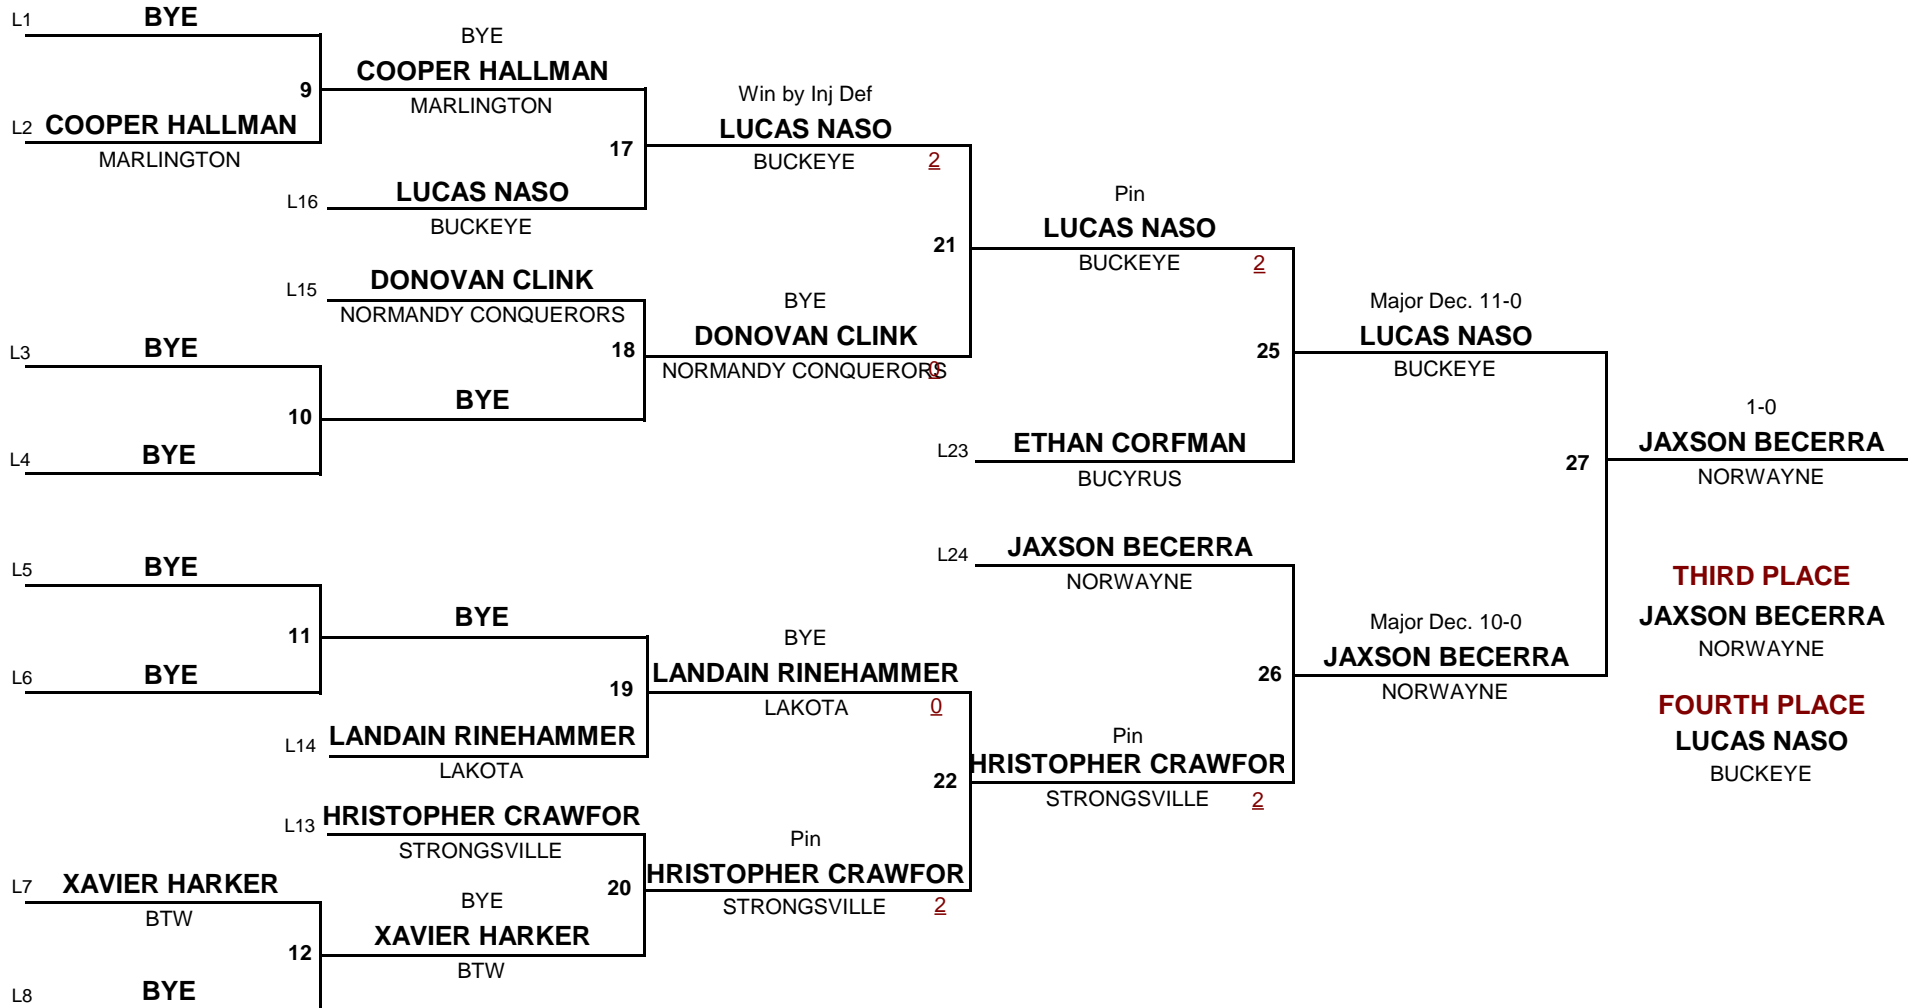 L1 BYE
BYE
COOPER HALLMAN
9
MARLINGTON
L2 COOPER HALLMAN
MARLINGTON
Win by Inj Def
LUCAS NASO
17
BUCKEYE 2
L16 LUCAS NASO
BUCKEYE
Pin
LUCAS NASO
21
BUCKEYE 2
L15 DONOVAN CLINK
NORMANDY CONQUERORS
BYE
DONOVAN CLINK
18
NORMANDY CONQUERORS 0
L3 BYE
10
BYE
L4 BYE
Major Dec. 11-0
LUCAS NASO
25
BUCKEYE
L23 ETHAN CORFMAN
BUCYRUS
1-0
JAXSON BECERRA
27
NORWAYNE
L24 JAXSON BECERRA
NORWAYNE
L5 BYE
11
BYE
L6 BYE
BYE
LANDAIN RINEHAMMER
19
LAKOTA 0
L14 LANDAIN RINEHAMMER
LAKOTA
Major Dec. 10-0
JAXSON BECERRA
26
NORWAYNE
THIRD PLACE
JAXSON BECERRA
NORWAYNE
FOURTH PLACE
LUCAS NASO
BUCKEYE
Pin
HRISTOPHER CRAWFOR
22
STRONGSVILLE 2
L13 HRISTOPHER CRAWFOR
STRONGSVILLE
Pin
HRISTOPHER CRAWFOR
20
STRONGSVILLE 2
L7 XAVIER HARKER
BTW
BYE
XAVIER HARKER
12
BTW
L8 BYE